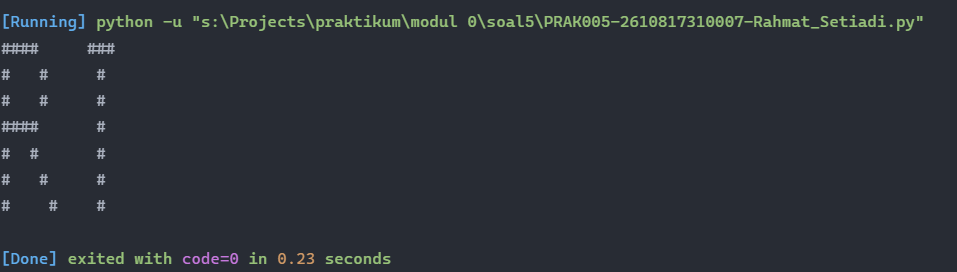 [Running] python -u "s:\Projects\praktikum\modul 0\soal5\PRAK005-2610817310007-Rahmat_Setiadi.py"
####     ###
#   #     #
#   #     #
####      #
#  #      #
#   #     #
#    #    #
[Done] exited with code=0 in 0.23 seconds